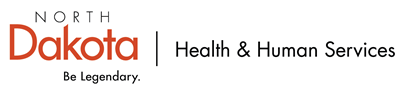 NORTH
Dakota
Be Legendary.
Health & Human Services